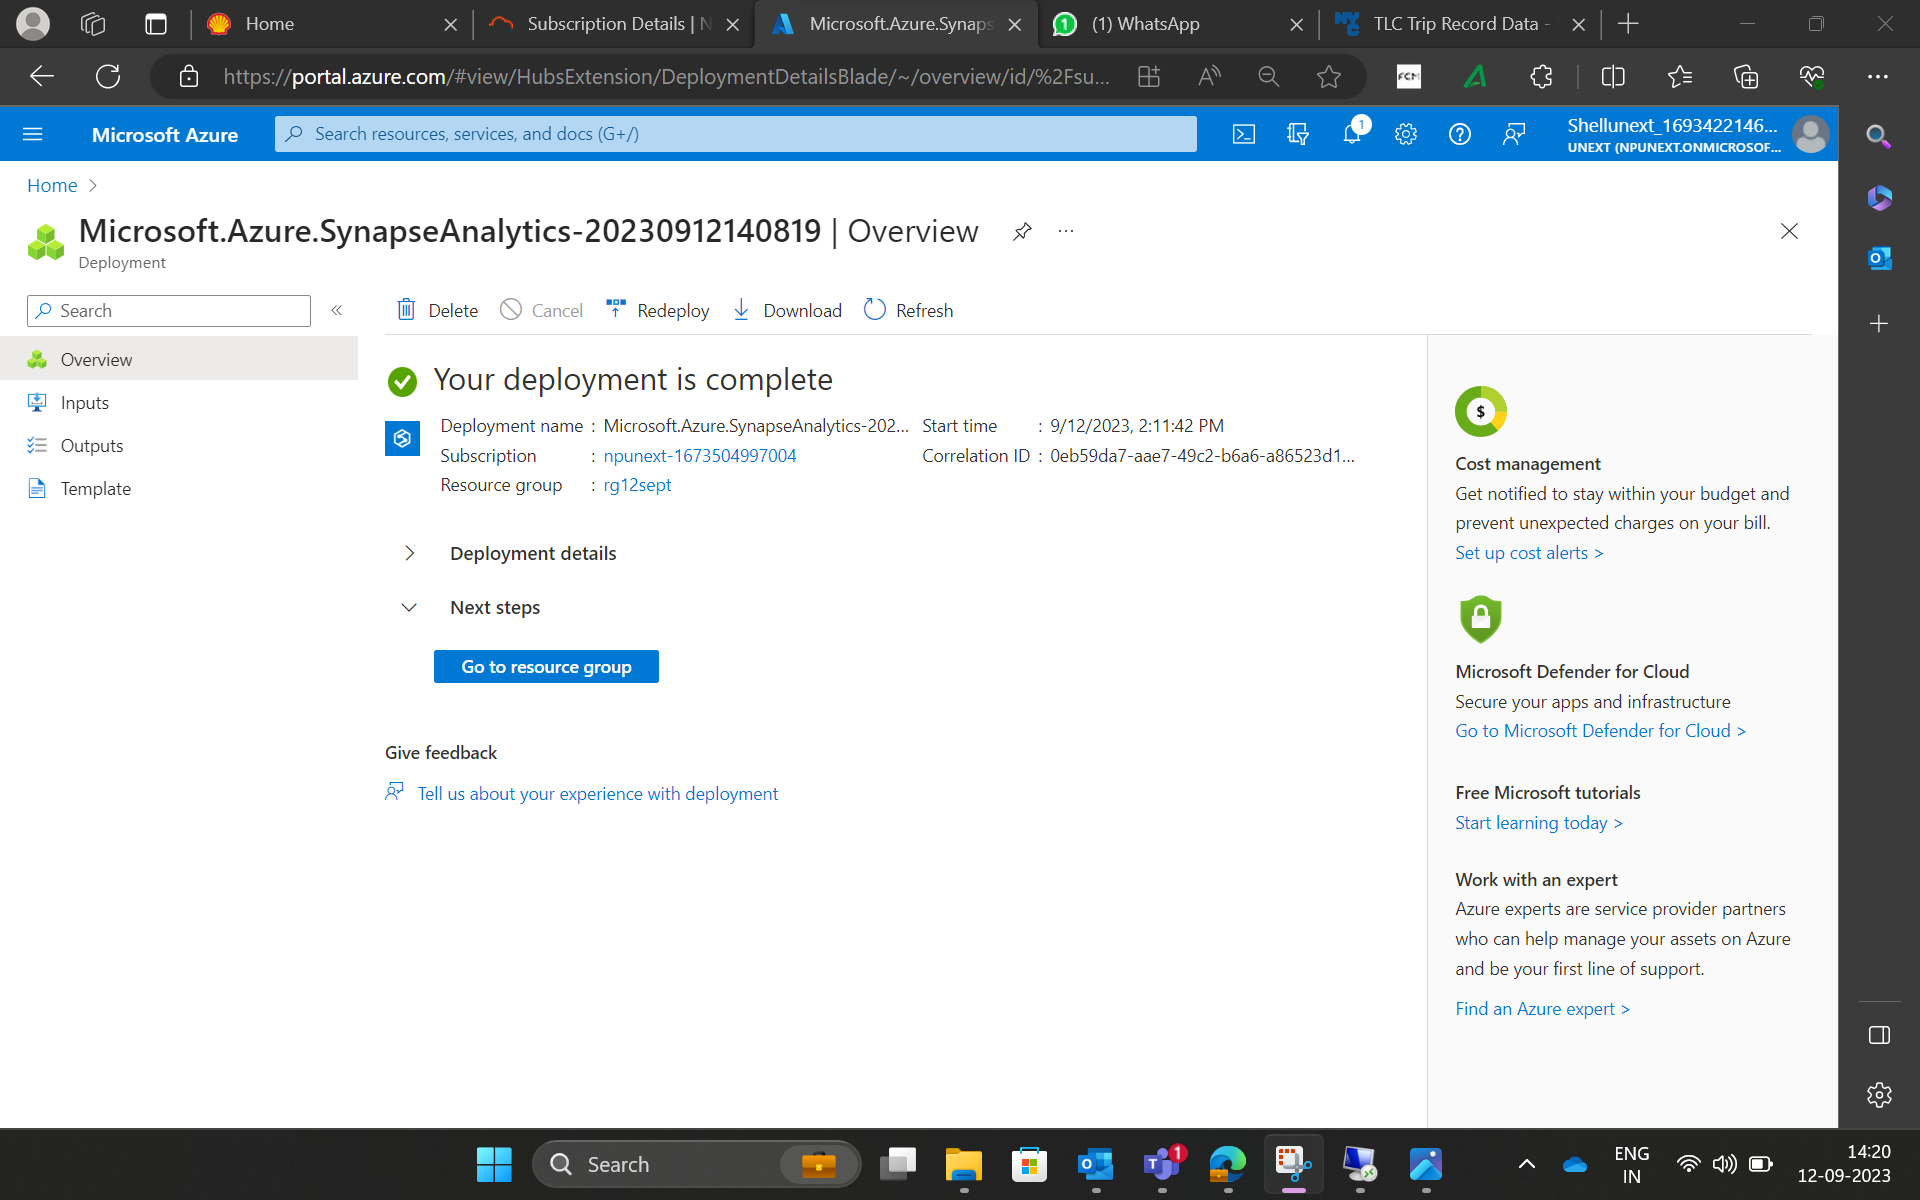 Home
Subscription Details | N
Microsoft.Azure.Synaps
(1) WhatsApp
TLC Trip Record Data -
https://portal.azure.com/#view/HubsExtension/DeploymentDetailsBlade/~/overview/id/%2Fsu...
FCM
Microsoft Azure
Search resources, services, and docs (G+/)
1
Shellunext_1693422146...
UNEXT (NPUNEXT.ONMICROSOF...
Home
Microsoft.Azure.SynapseAnalytics-20230912140819 | Overview
Deployment
Search
Delete
Cancel
Redeploy
Download
Refresh
Overview
Inputs
Outputs
Template
Your deployment is complete
Deployment name : Microsoft.Azure.SynapseAnalytics-202...
Subscription : npunext-1673504997004
Resource group : rg12sept
Start time : 9/12/2023, 2:11:42 PM
Correlation ID : 0eb59da7-aae7-49c2-b6a6-a86523d1...
Deployment details
Next steps
Go to resource group
Give feedback
Tell us about your experience with deployment
Cost management
Get notified to stay within your budget and
prevent unexpected charges on your bill.
Set up cost alerts >
Microsoft Defender for Cloud
Secure your apps and infrastructure
Go to Microsoft Defender for Cloud >
Free Microsoft tutorials
Start learning today >
Work with an expert
Azure experts are service provider partners
who can help manage your assets on Azure
and be your first line of support.
Find an Azure expert >
Search
1
ENG
IN
14:20
12-09-2023